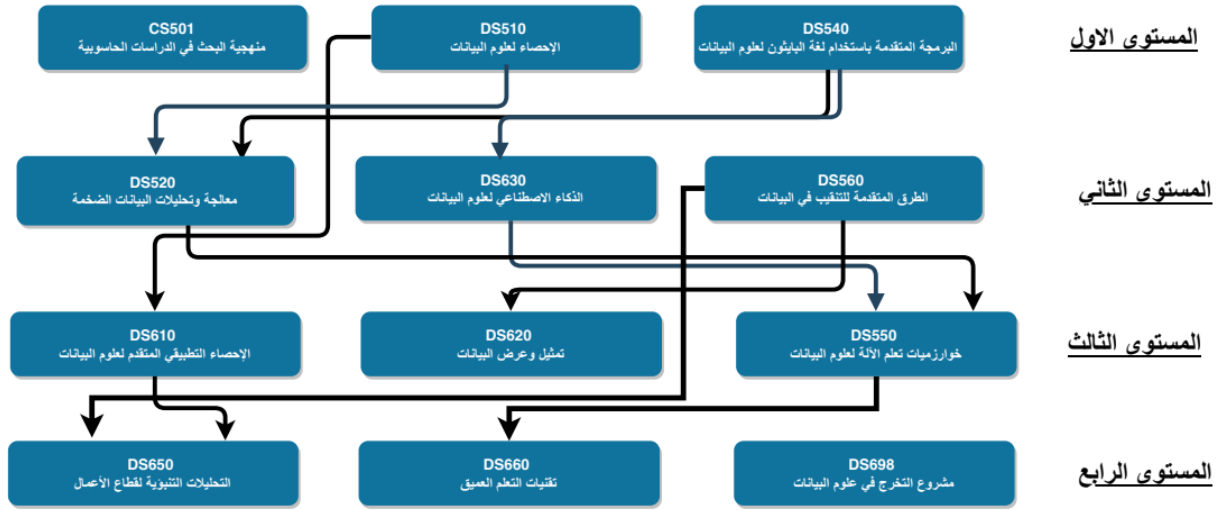 المستوى الاول
DS540
البرمجة المتقدمة باستخدام لغة البايثون لعلوم البيانات
DS510
الإحصاء لعلوم البيانات
CS501
منهجية البحث في الدراسات الحاسوبية
المستوى الثاني
DS560
الطرق المتقدمة للتنقيب في البيانات
DS630
الذكاء الاصطناعي لعلوم البيانات
DS520
معالجة وتحليلات البيانات الضخمة
المستوى الثالث
DS550
خوارزميات تعلم الآلة لعلوم البيانات
DS620
تمثيل وعرض البيانات
DS610
الإحصاء التطبيقي المتقدم لعلوم البيانات
المستوى الرابع
DS698
مشروع التخرج في علوم البيانات
DS660
تقنيات التعلم العميق
DS650
التحليلات التنبؤية لقطاع الأعمال